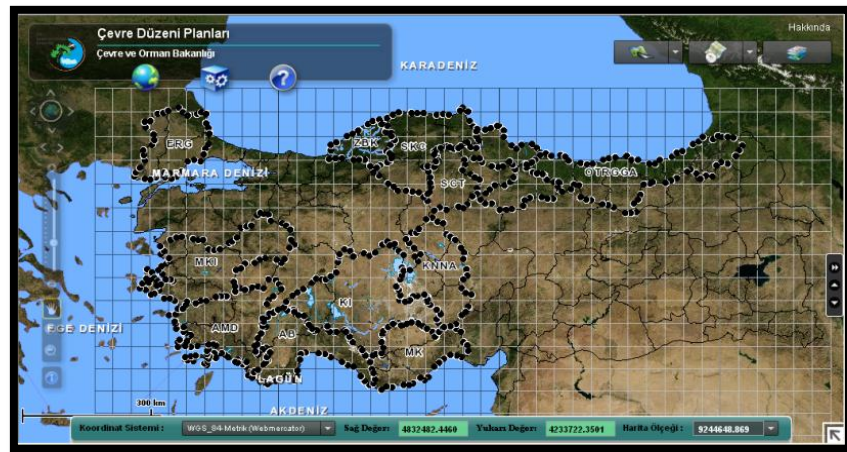 Çevre Düzeni Planları
Çevre ve Orman Bakanlığı
Hakkında
KARADENİZ
ERG
ZBK
SKC
MARMARA DENİZİ
SCT
OTRGGA
MKI
KNNA
KI
EGE DENİZİ
AMD
AB
MK
LAGÜN
300 km
AKDENİZ
Koordinat Sistemi : WGS_84-Metrik (Webmercator) Sağ Değer: 4832482.4460 Yukarı Değer: 4233722.3501 Harita Ölçeği : 9244648.869